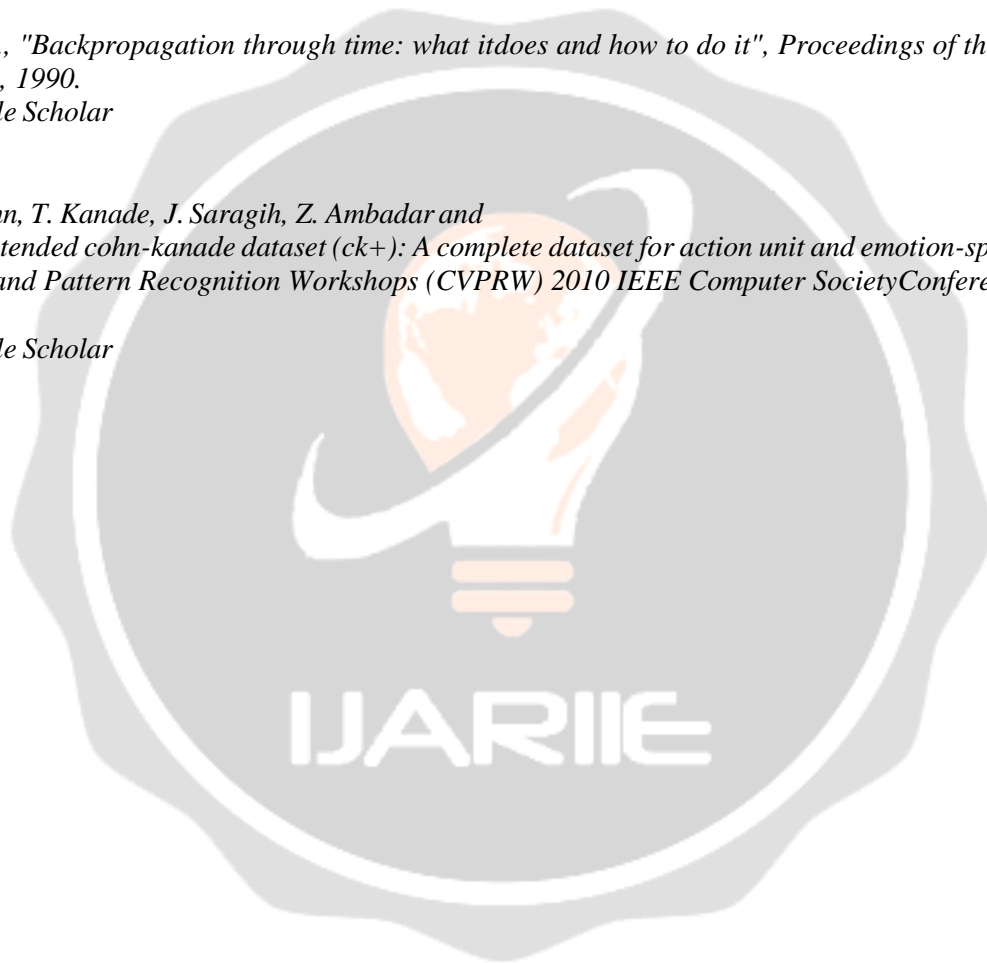 ., "Backpropagation through time: what itdoes and how to do it", Proceedings of th
, 1990.
le Scholar
nn, T. Kanade, J. Saragih, Z. Ambadar and
tended cohn-kanade dataset (ck+): A complete dataset for action unit and emotion-sp
and Pattern Recognition Workshops (CVPRW) 2010 IEEE Computer SocietyConfere
le Scholar
IJARIIE